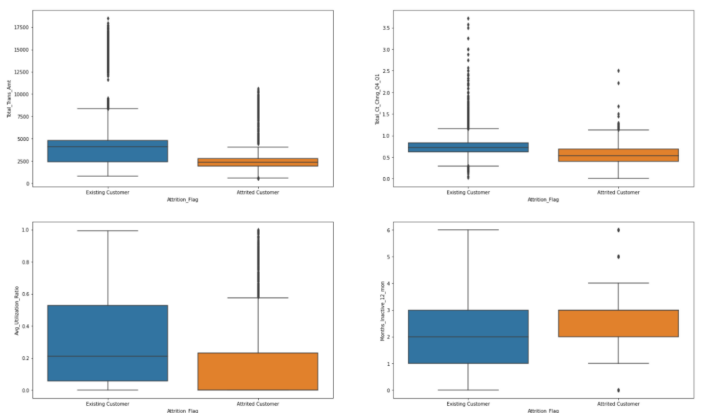 17500
15000
12500
10000
7500
5000
2500
0
Total_Trans_Amt
Existing Customer
Attrited Customer
Attrition_Flag
3.5
3.0
2.5
2.0
1.5
1.0
0.5
0.0
Total_Ct_Chng_Q4_Q1
Existing Customer
Attrited Customer
Attrition_Flag
1.0
0.8
0.6
0.4
0.2
0.0
Avg_Utilization_Ratio
Existing Customer
Attrited Customer
Attrition_Flag
6
5
4
3
2
1
0
Months_Inactive_12_mon
Existing Customer
Attrited Customer
Attrition_Flag